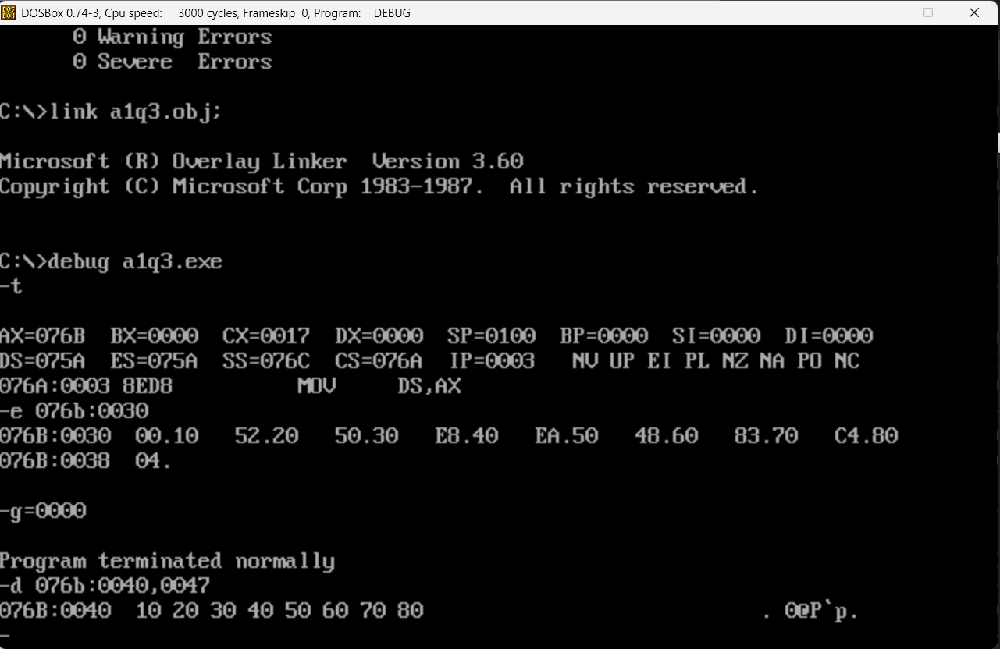 DOSBox 0.74-3, Cpu speed: 3000 cycles, Frameskip 0, Program: DEBUG
0 Warning Errors
0 Severe Errors
C:\>link a1q3.obj;
Microsoft (R) Overlay Linker Version 3.60
Copyright (C) Microsoft Corp 1983-1987. All rights reserved.
C:\>debug a1q3.exe
-t
AX=076B BX=0000 CX=0017 DX=0000 SP=0100 BP=0000 SI=0000 DI=0000
DS=075A ES=075A SS=076C CS=076A IP=0003 NV UP EI PL NZ NA PO NC
076A:0003 8ED8 MOV DS,AX
-e 076b:0030
076B:0030 00.10 52.20 50.30 E8.40 EA.50 48.60 83.70 C4.80
076B:0038 04.
-g=0000
Program terminated normally
-d 076b:0040,0047
076B:0040 10 20 30 40 50 60 70 80 . 0@P`p.
-